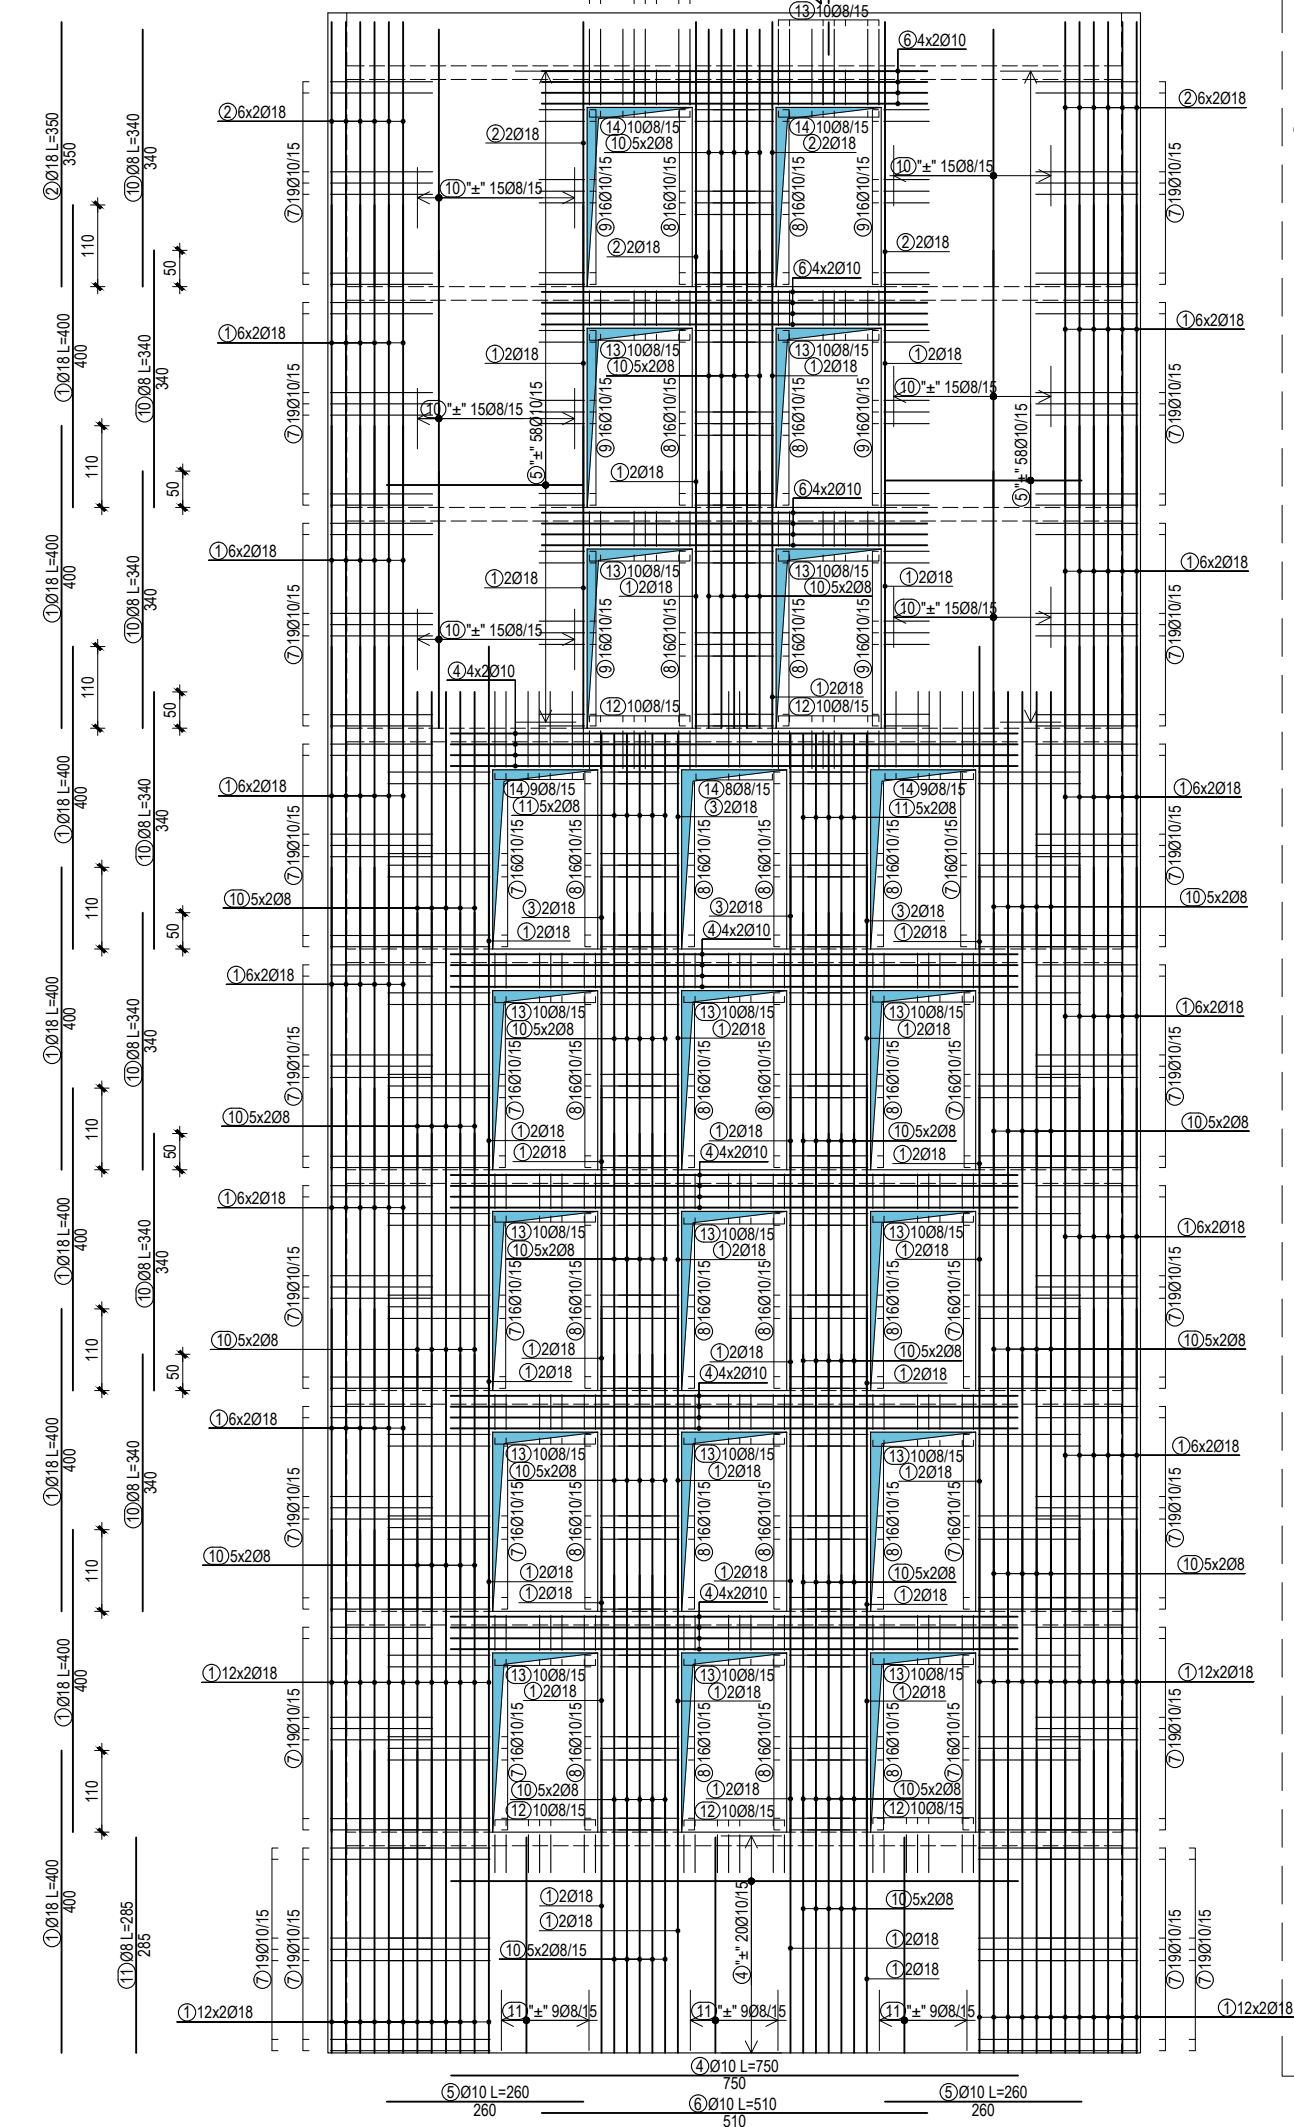 ⑬10Ø8/15
⑥4x2Ø10
②6x2Ø18
②6x2Ø18
②Ø18 L=350
350
⑩Ø8 L=340
340
②2Ø18
⑭10Ø8/15
⑩5x2Ø8
⑭10Ø8/15
②2Ø18
⑩"±" 15Ø8/15
⑩"±" 15Ø8/15
⑦19Ø10/15
⑨16Ø10/15
⑧16Ø10/15
⑧16Ø10/15
⑨16Ø10/15
⑦19Ø10/15
②2Ø18
②2Ø18
110
50
⑥4x2Ø10
①6x2Ø18
①6x2Ø18
①Ø18 L=400
400
⑩Ø8 L=340
340
①2Ø18
⑬10Ø8/15
⑩5x2Ø8
⑬10Ø8/15
①2Ø18
①2Ø18
⑩"±" 15Ø8/15
⑩"±" 15Ø8/15
⑦19Ø10/15
⑤"±" 58Ø10/15
⑨16Ø10/15
⑧16Ø10/15
⑧16Ø10/15
⑨16Ø10/15
⑤"±" 58Ø10/15
⑦19Ø10/15
①2Ø18
110
50
⑥4x2Ø10
①6x2Ø18
①6x2Ø18
①Ø18 L=400
400
⑩Ø8 L=340
340
①2Ø18
⑬10Ø8/15
①2Ø18
⑬10Ø8/15
⑩5x2Ø8
①2Ø18
⑩"±" 15Ø8/15
⑩"±" 15Ø8/15
⑦19Ø10/15
⑨16Ø10/15
⑧16Ø10/15
⑧16Ø10/15
⑨16Ø10/15
⑦19Ø10/15
④4x2Ø10
①2Ø18
⑫10Ø8/15
⑫10Ø8/15
110
50
①6x2Ø18
①6x2Ø18
①Ø18 L=400
400
⑩Ø8 L=340
340
⑭9Ø8/15
⑪5x2Ø8
⑭8Ø8/15
③2Ø18
⑭9Ø8/15
⑪5x2Ø8
⑦19Ø10/15
⑦16Ø10/15
⑧16Ø10/15
⑧16Ø10/15
⑧16Ø10/15
⑧16Ø10/15
⑦16Ø10/15
⑦19Ø10/15
⑩5x2Ø8
⑩5x2Ø8
③2Ø18
③2Ø18
③2Ø18
①2Ø18
④4x2Ø10
①2Ø18
110
50
①6x2Ø18
①6x2Ø18
①Ø18 L=400
400
⑩Ø8 L=340
340
⑬10Ø8/15
⑩5x2Ø8
⑬10Ø8/15
①2Ø18
⑬10Ø8/15
①2Ø18
⑦19Ø10/15
⑦16Ø10/15
⑧16Ø10/15
⑧16Ø10/15
⑧16Ø10/15
⑧16Ø10/15
⑦16Ø10/15
⑦19Ø10/15
⑩5x2Ø8
⑩5x2Ø8
①2Ø18
①2Ø18
⑩5x2Ø8
①2Ø18
④4x2Ø10
①2Ø18
110
50
①6x2Ø18
①6x2Ø18
①Ø18 L=400
400
⑩Ø8 L=340
340
⑬10Ø8/15
⑩5x2Ø8
⑬10Ø8/15
①2Ø18
⑬10Ø8/15
①2Ø18
⑦19Ø10/15
⑦16Ø10/15
⑧16Ø10/15
⑧16Ø10/15
⑧16Ø10/15
⑧16Ø10/15
⑦16Ø10/15
⑦19Ø10/15
⑩5x2Ø8
⑩5x2Ø8
①2Ø18
①2Ø18
⑩5x2Ø8
①2Ø18
④4x2Ø10
①2Ø18
110
50
①6x2Ø18
①6x2Ø18
①Ø18 L=400
400
⑩Ø8 L=340
340
⑬10Ø8/15
⑩5x2Ø8
⑬10Ø8/15
①2Ø18
⑬10Ø8/15
①2Ø18
⑦19Ø10/15
⑦16Ø10/15
⑧16Ø10/15
⑧16Ø10/15
⑧16Ø10/15
⑧16Ø10/15
⑦16Ø10/15
⑦19Ø10/15
⑩5x2Ø8
⑩5x2Ø8
①2Ø18
①2Ø18
⑩5x2Ø8
①2Ø18
④4x2Ø10
①2Ø18
110
①12x2Ø18
①12x2Ø18
①Ø18 L=400
400
⑬10Ø8/15
①2Ø18
⑬10Ø8/15
①2Ø18
⑬10Ø8/15
①2Ø18
⑦19Ø10/15
⑦16Ø10/15
⑧16Ø10/15
⑧16Ø10/15
⑧16Ø10/15
⑧16Ø10/15
⑦16Ø10/15
⑦19Ø10/15
⑩5x2Ø8
①2Ø18
⑩5x2Ø8
⑫10Ø8/15
⑫10Ø8/15
⑫10Ø8/15
110
①Ø18 L=400
400
⑪Ø8 L=285
285
⑦19Ø10/15
⑦19Ø10/15
①2Ø18
①2Ø18
⑩5x2Ø8/15
④"±" 20Ø10/15
⑩5x2Ø8
①2Ø18
①2Ø18
⑦19Ø10/15
⑦19Ø10/15
①12x2Ø18
⑪"±" 9Ø8/15
⑪"±" 9Ø8/15
⑪"±" 9Ø8/15
①12x2Ø18
④Ø10 L=750
750
⑤Ø10 L=260
260
⑥Ø10 L=510
510
⑤Ø10 L=260
260